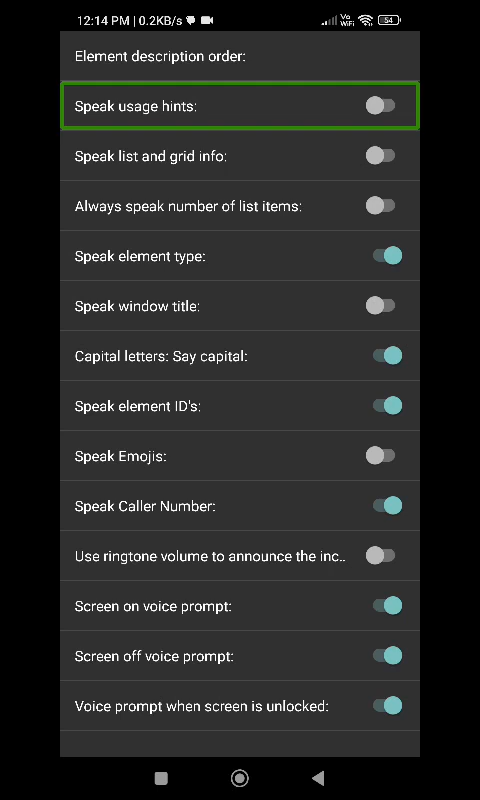 12:14 PM | 0.2KB/s
Vo
WiFi
54
Element description order:
Speak usage hints:
Speak list and grid info:
Always speak number of list items:
Speak element type:
Speak window title:
Capital letters: Say capital:
Speak element ID's:
Speak Emojis:
Speak Caller Number:
Use ringtone volume to announce the inc..
Screen on voice prompt:
Screen off voice prompt:
Voice prompt when screen is unlocked: